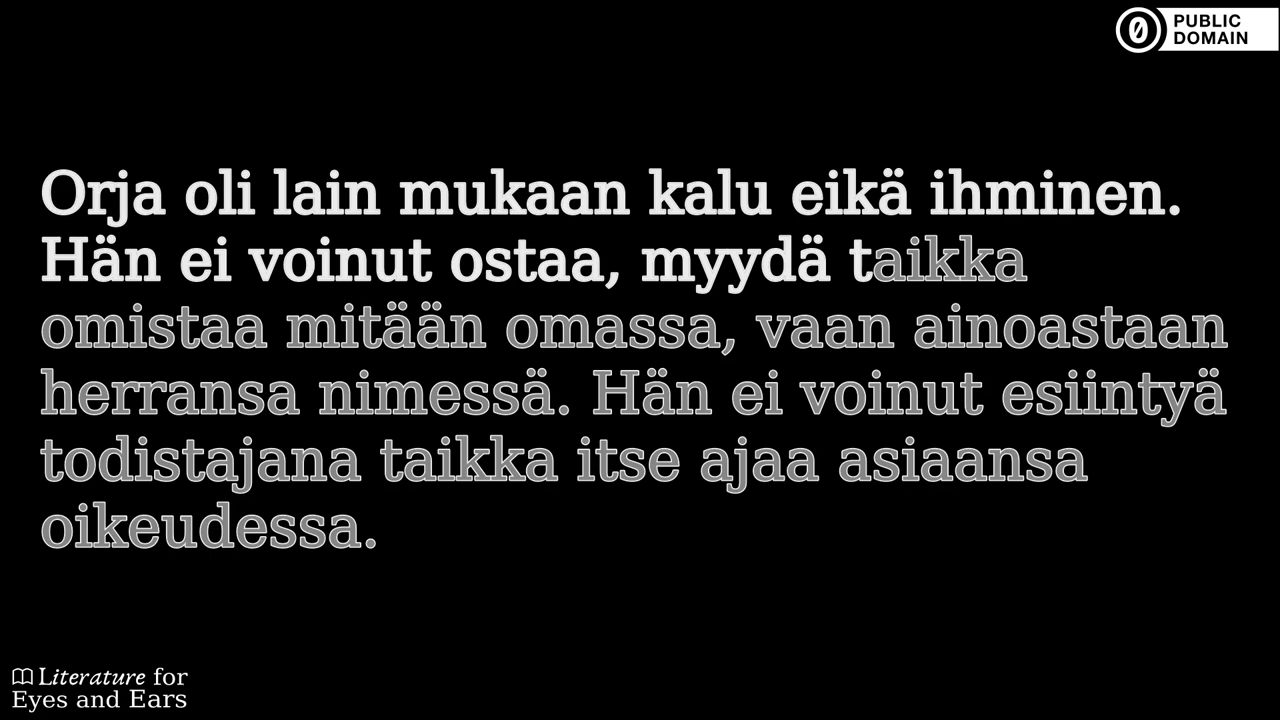 PUBLIC
DOMAIN
Orja oli lain mukaan kalu eikä ihminen.
Hän ei voinut ostaa, myydä taikka
omistaa mitään omassa, vaan ainoastaan
herransa nimessä. Hän ei voinut esiintyä
todistajana taikka itse ajaa asiaansa
oikeudessa.
Literature for
Eyes and Ears